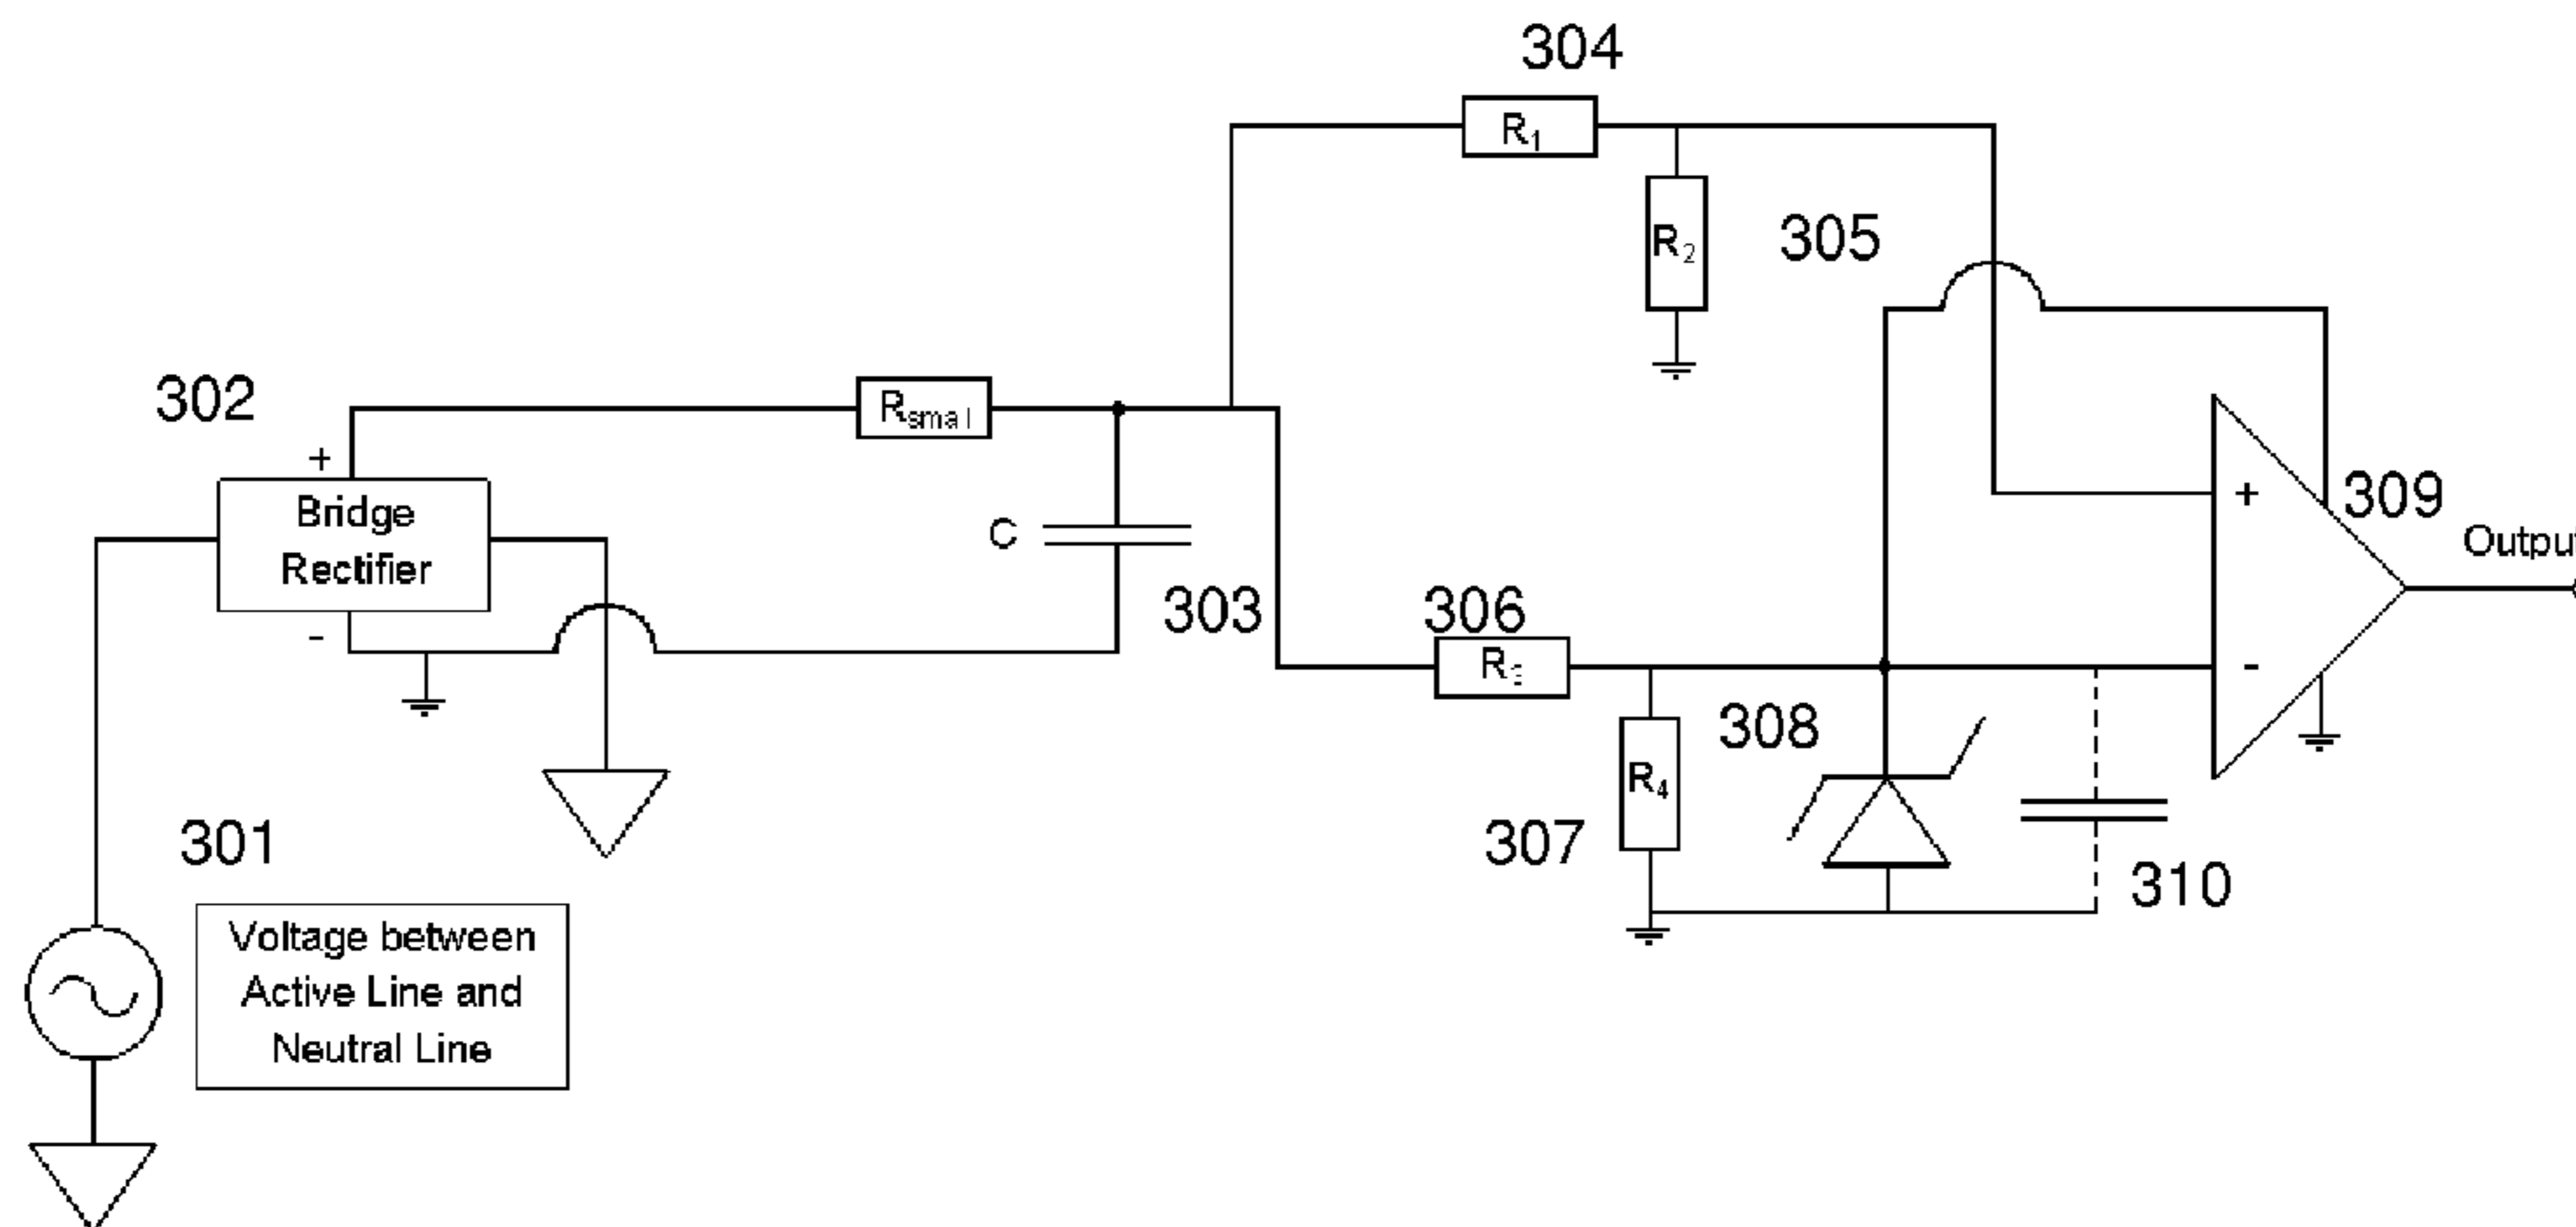 304
R1
R2
305
302
Rsmall
+
Bridge
Rectifier
-
C
303
+
309
306
R3
-
308
R4
307
310
301
Voltage between
Active Line and
Neutral Line